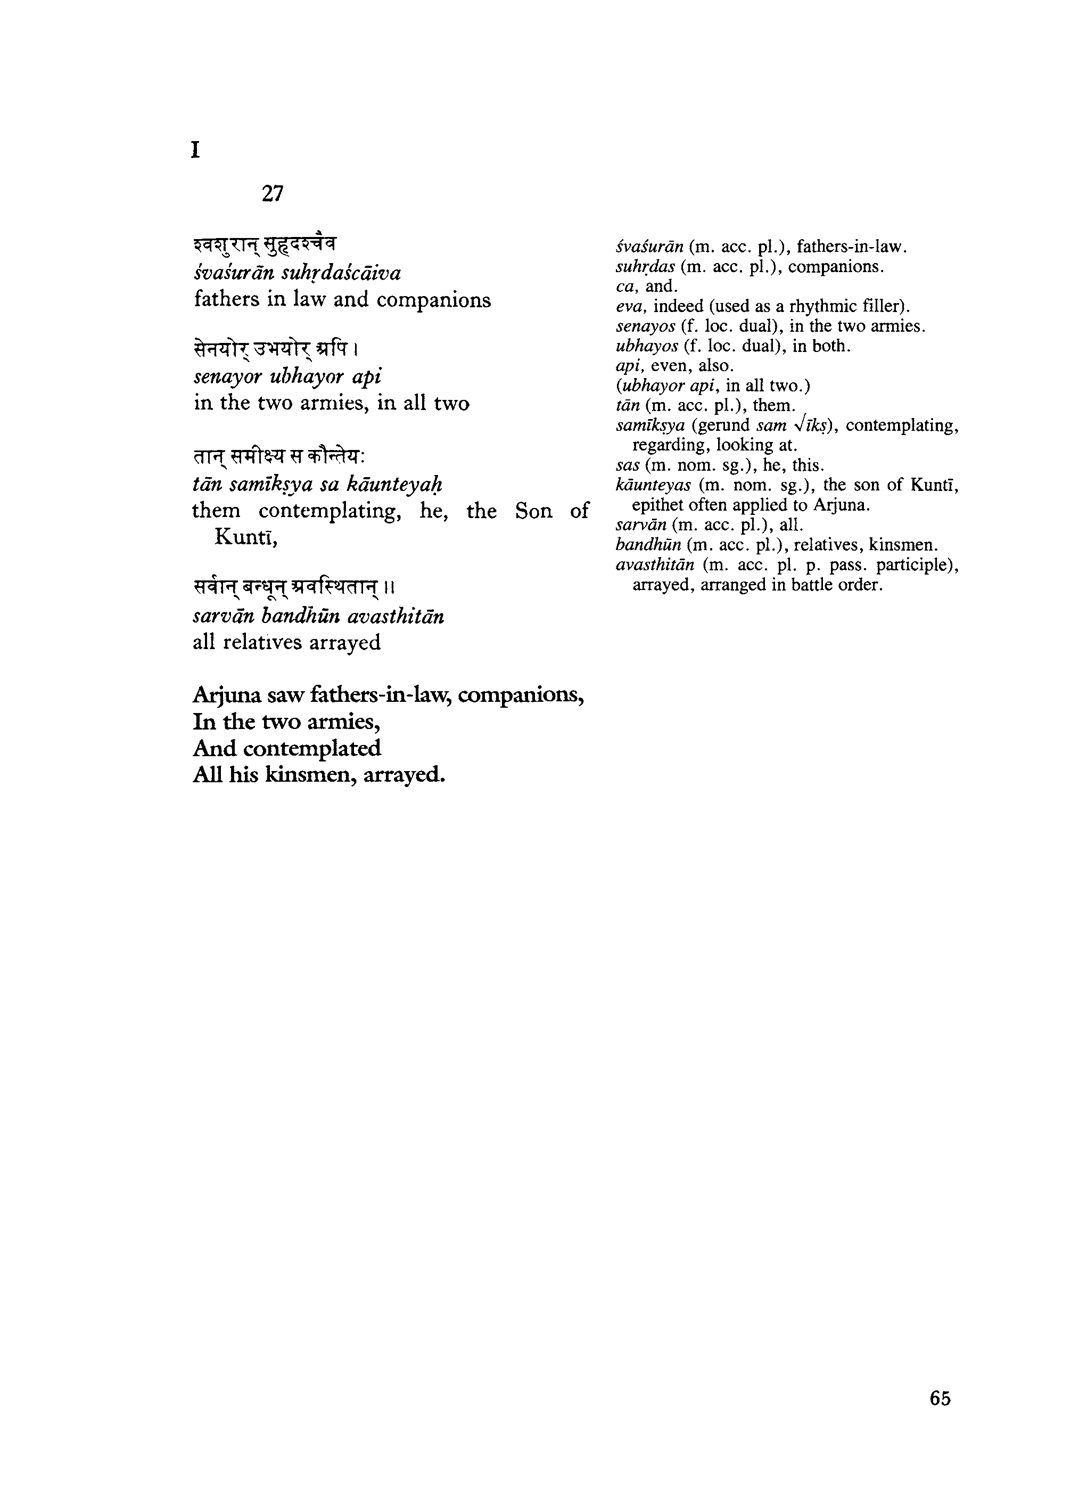 I
27
श्वशुरान् सुहृदश्चैव
śvaśurān suhṛdaścāiva
fathers in law and companions
सेनयोर् उभयोर् अपि ।
senayor ubhayor api
in the two armies, in all two
तान् समीक्ष्य स कौन्तेयः
tān samīkṣya sa kāunteyaḥ
them contemplating, he, the Son of
Kuntī,
सर्वान् बन्धून् अवस्थितान् ॥
sarvān bandhūn avasthitān
all relatives arrayed
Arjuna saw fathers-in-law, companions,
In the two armies,
And contemplated
All his kinsmen, arrayed.
śvaśurān (m. acc. pl.), fathers-in-law.
suhṛdas (m. acc. pl.), companions.
ca, and.
eva, indeed (used as a rhythmic filler).
senayos (f. loc. dual), in the two armies.
ubhayos (f. loc. dual), in both.
api, even, also.
(ubhayor api, in all two.)
tān (m. acc. pl.), them.
samīkṣya (gerund sam √īkṣ), contemplating,
regarding, looking at.
sas (m. nom. sg.), he, this.
kāunteyas (m. nom. sg.), the son of Kuntī,
epithet often applied to Arjuna.
sarvān (m. acc. pl.), all.
bandhūn (m. acc. pl.), relatives, kinsmen.
avasthitān (m. acc. pl. p. pass. participle),
arrayed, arranged in battle order.
65